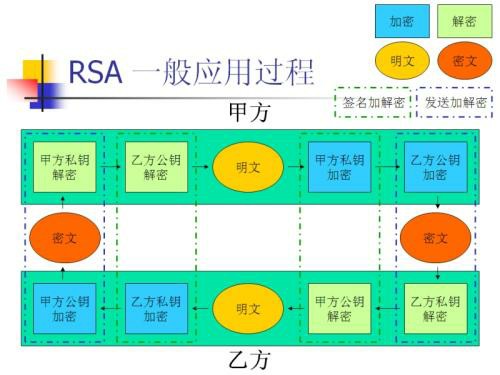 加密
解密
RSA 一般应用过程
明文
密文
签名加解密
发送加解密
甲方
甲方私钥
解密
乙方公钥
解密
明文
甲方私钥
加密
乙方公钥
加密
密文
密文
甲方公钥
加密
乙方私钥
加密
明文
甲方公钥
解密
乙方私钥
解密
乙方